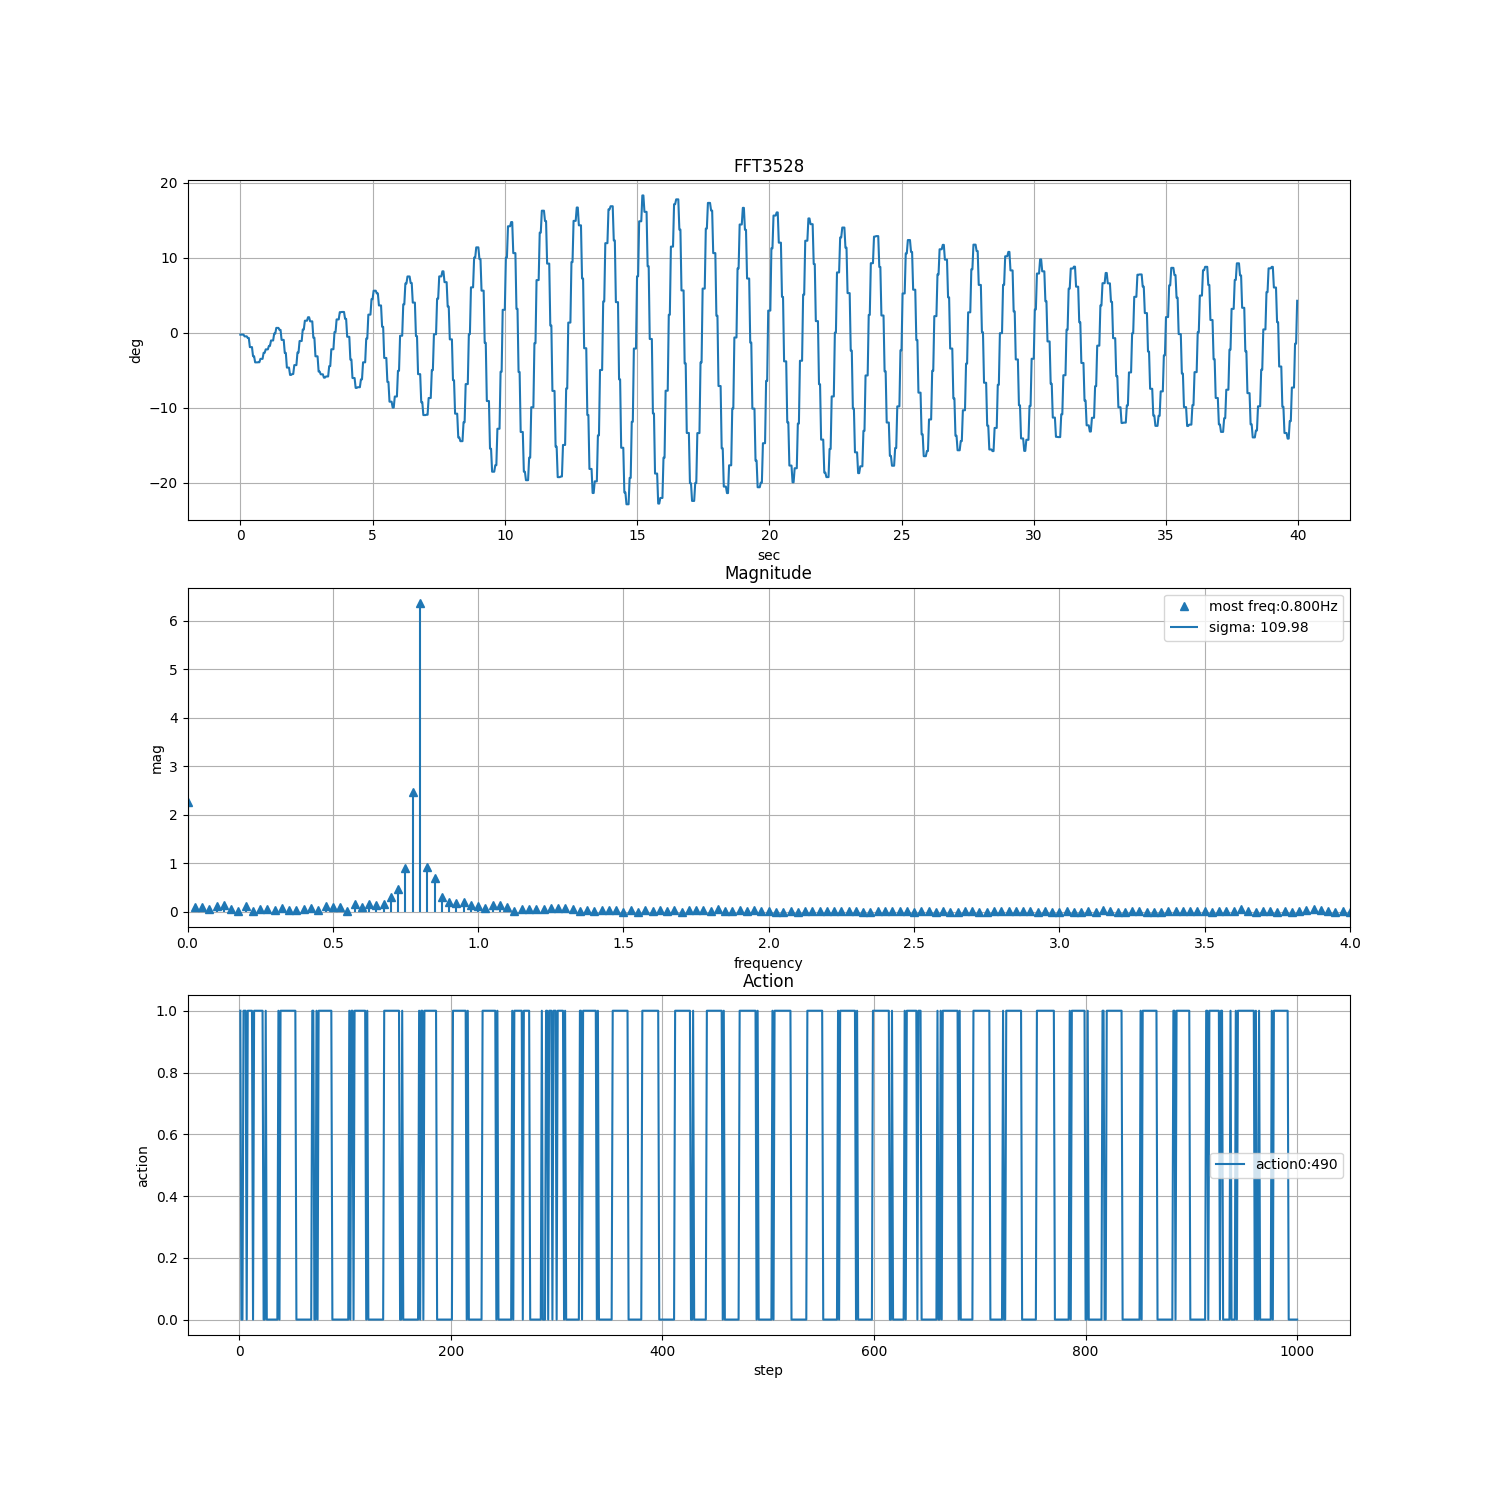 FFT3528
20
10
0
−10
−20
deg
0 5 10 15 20 25 30 35 40
sec
Magnitude
most freq:0.800Hz
sigma: 109.98
6
5
4
3
2
1
0
mag
0.0 0.5 1.0 1.5 2.0 2.5 3.0 3.5 4.0
frequency
Action
1.0
0.8
0.6
0.4
0.2
0.0
action
action0:490
0 200 400 600 800 1000
step